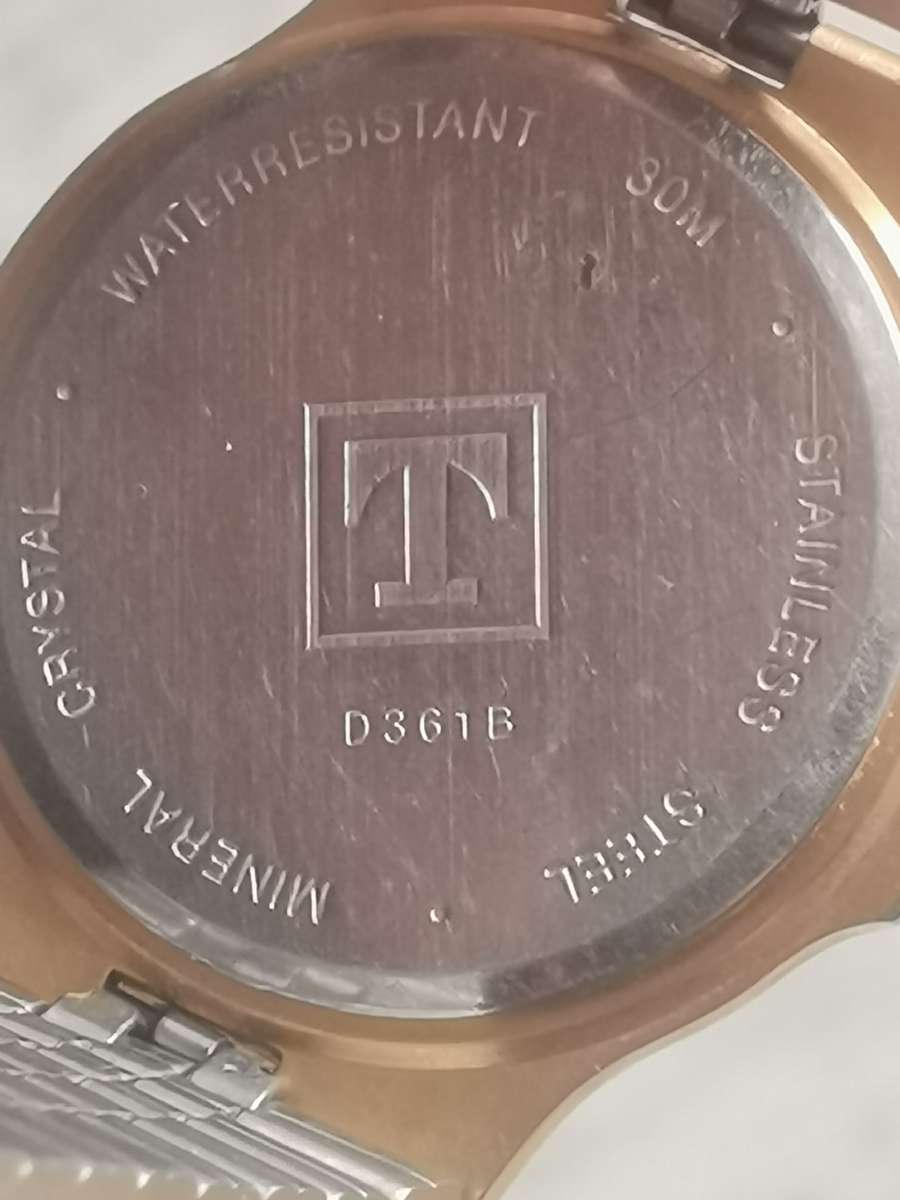 WATERRESISTANT 30M
STAINLESS STEEL
MINERAL CRYSTAL
T
D361B